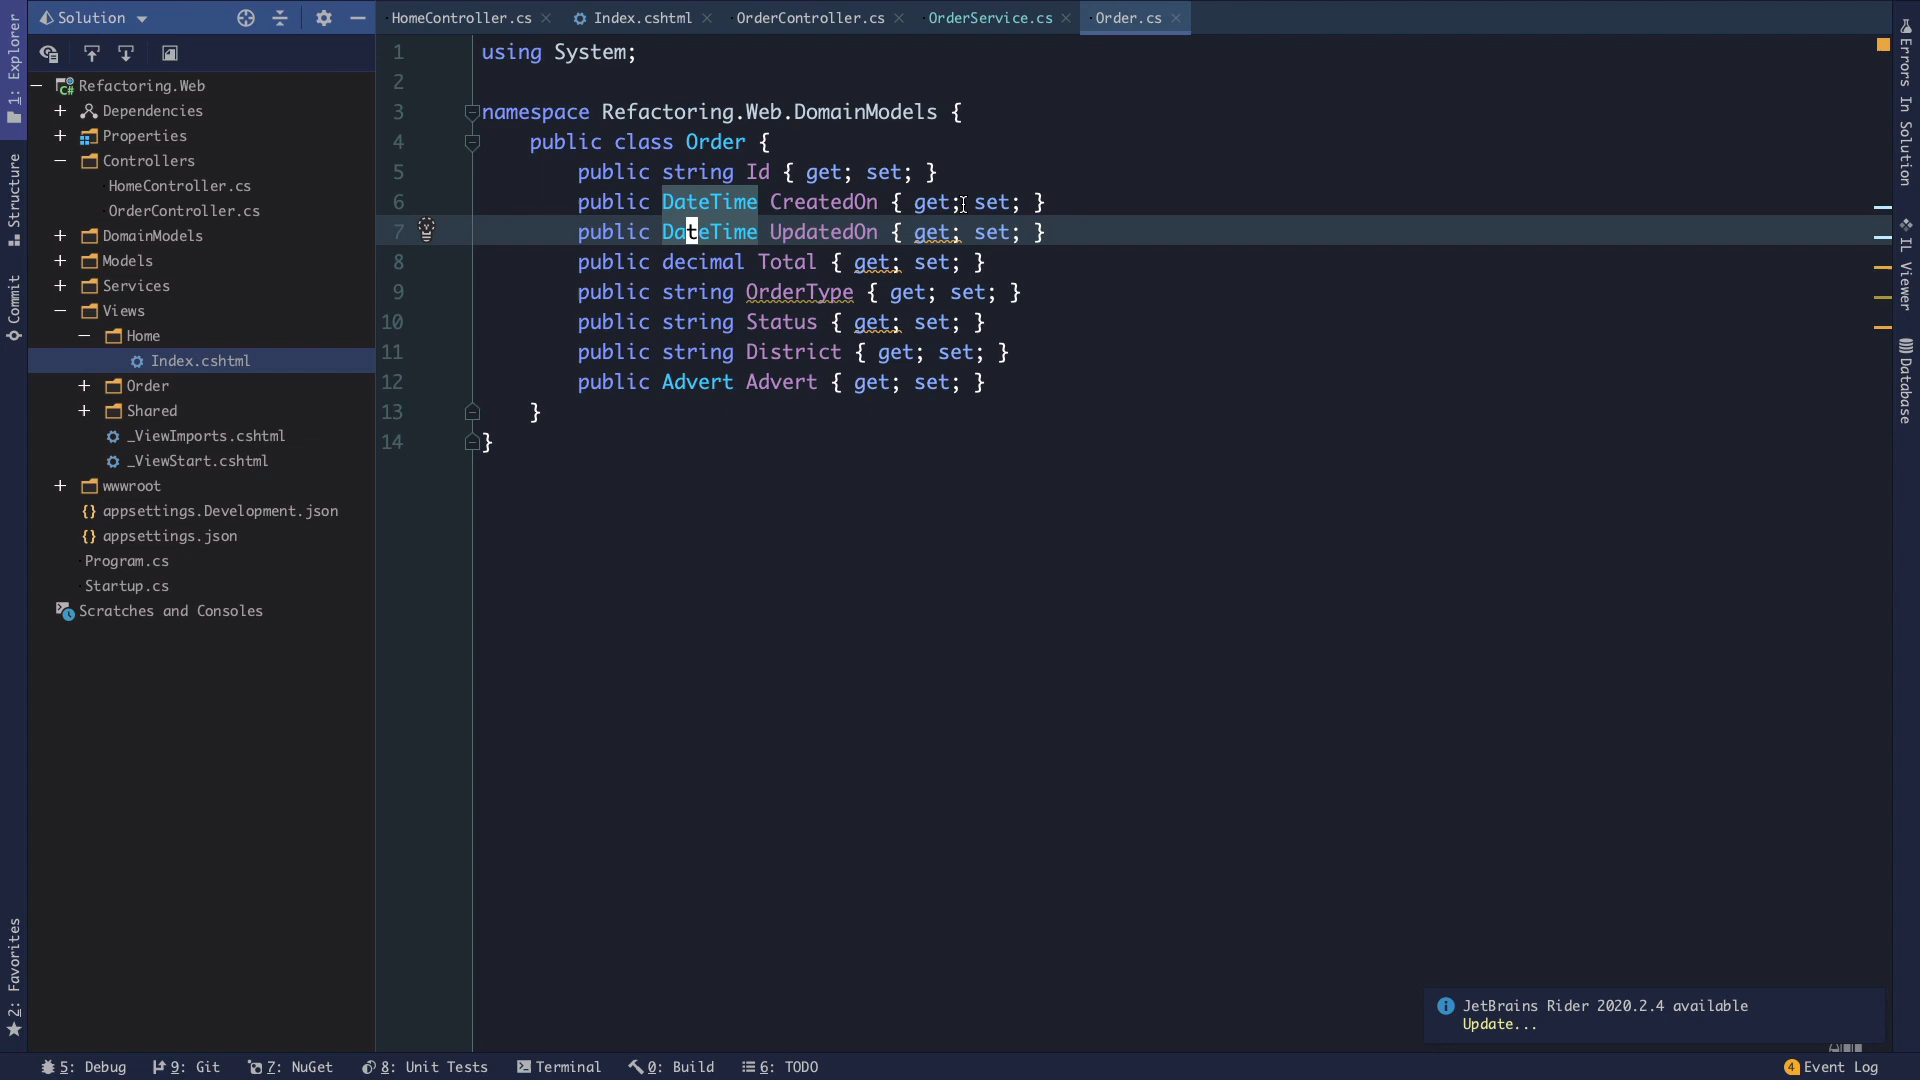 Solution
HomeController.cs
Index.cshtml
OrderController.cs
OrderService.cs
Order.cs
1: Explorer
Structure
Commit
2: Favorites
Refactoring.Web
Dependencies
Properties
Controllers
HomeController.cs
OrderController.cs
DomainModels
Models
Services
Views
Home
Index.cshtml
Order
Shared
_ViewImports.cshtml
_ViewStart.cshtml
wwwroot
{} appsettings.Development.json
{} appsettings.json
Program.cs
Startup.cs
Scratches and Consoles
1 using System;
2
3 namespace Refactoring.Web.DomainModels {
4 public class Order {
5 public string Id { get; set; }
6 public DateTime CreatedOn { get; set; }
7 public DateTime UpdatedOn { get; set; }
8 public decimal Total { get; set; }
9 public string OrderType { get; set; }
10 public string Status { get; set; }
11 public string District { get; set; }
12 public Advert Advert { get; set; }
13 }
14 }
Errors In Solution
IL Viewer
Database
JetBrains Rider 2020.2.4 available
Update...
5: Debug
9: Git
7: NuGet
8: Unit Tests
Terminal
0: Build
6: TODO
4 Event Log